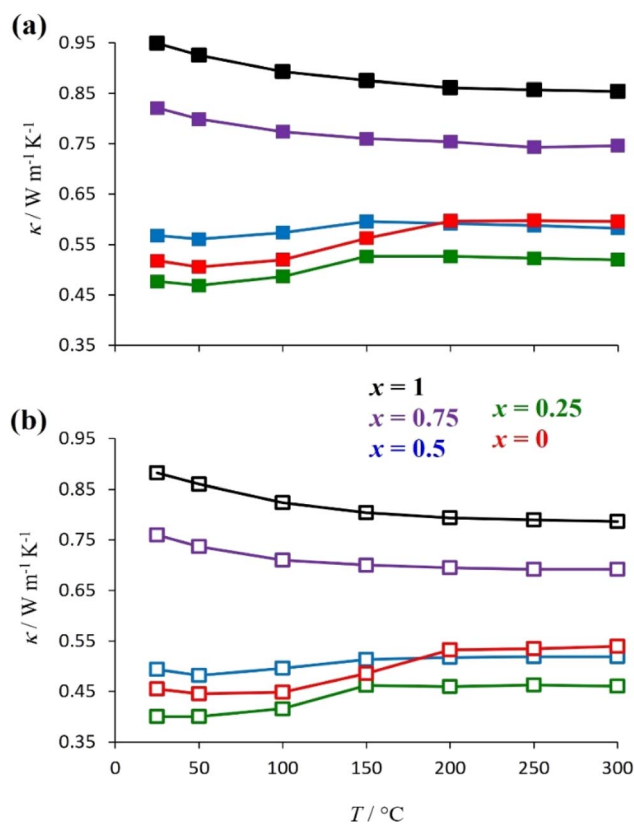 (a)
0.95
0.85
0.75
0.65
0.55
0.45
0.35
κ / W m⁻¹ K⁻¹
x = 1
x = 0.75
x = 0.25
x = 0.5
x = 0
(b)
0.95
0.85
0.75
0.65
0.55
0.45
0.35
κ / W m⁻¹ K⁻¹
0 50 100 150 200 250 300
T / °C